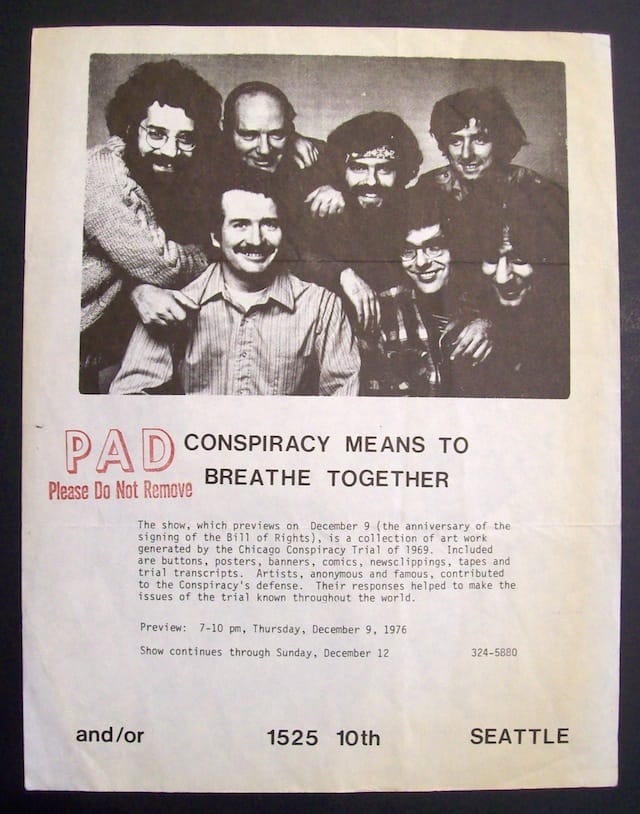 PAD
Please Do Not Remove
CONSPIRACY MEANS TO
BREATHE TOGETHER
The show, which previews on December 9 (the anniversary of the
signing of the Bill of Rights), is a collection of art work
generated by the Chicago Conspiracy Trial of 1969. Included
are buttons, posters, banners, comics, newsclippings, tapes and
trial transcripts. Artists, anonymous and famous, contributed
to the Conspiracy's defense. Their responses helped to make the
issues of the trial known throughout the world.
Preview: 7-10 pm, Thursday, December 9, 1976
Show continues through Sunday, December 12 324-5880
and/or 1525 10th SEATTLE